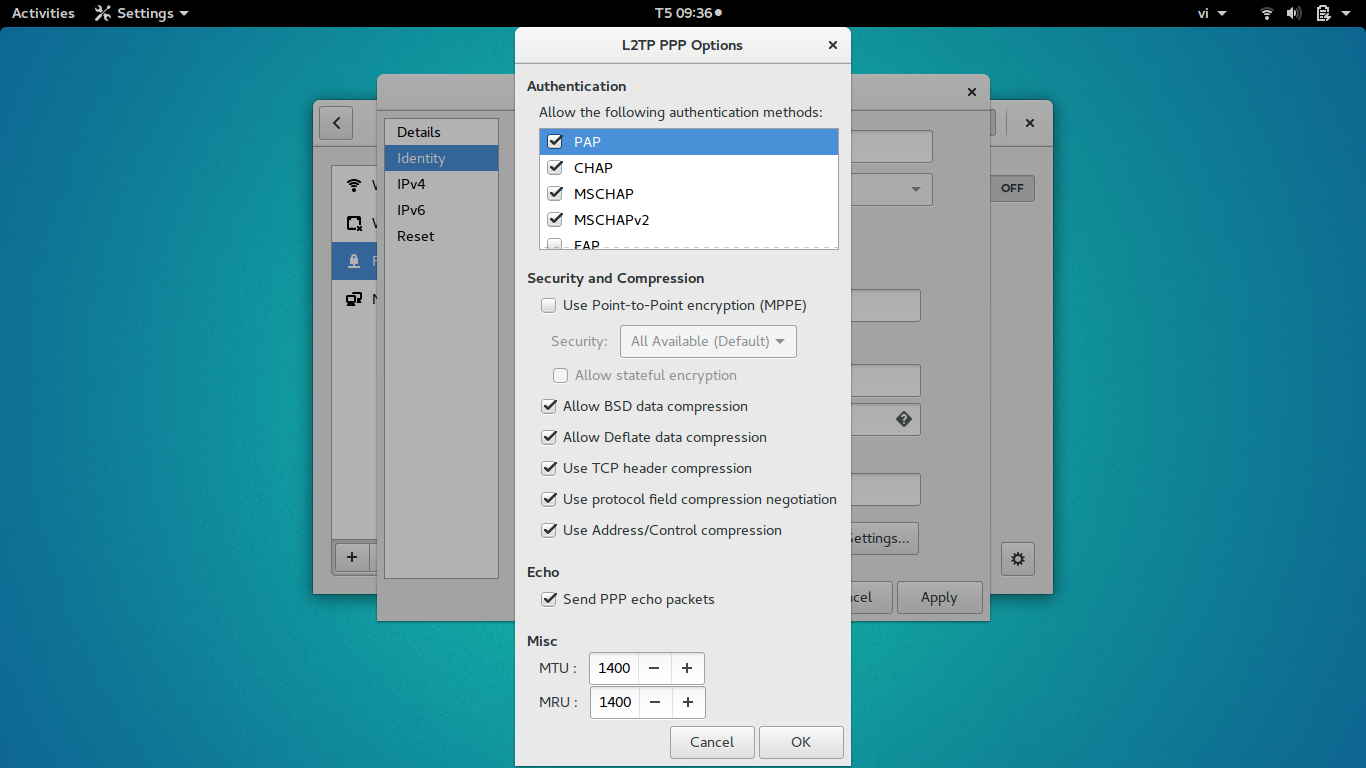 Activities Settings T5 09:36 vi
L2TP PPP Options
Authentication
Allow the following authentication methods:
PAP
CHAP
MSCHAP
MSCHAPv2
EAP
Details
Identity
IPv4
IPv6
Reset
OFF
Security and Compression
Use Point-to-Point encryption (MPPE)
Security: All Available (Default)
Allow stateful encryption
Allow BSD data compression
Allow Deflate data compression
Use TCP header compression
Use protocol field compression negotiation
Use Address/Control compression
Settings...
Echo
Send PPP echo packets
Apply
Misc
MTU : 1400
MRU : 1400
Cancel OK